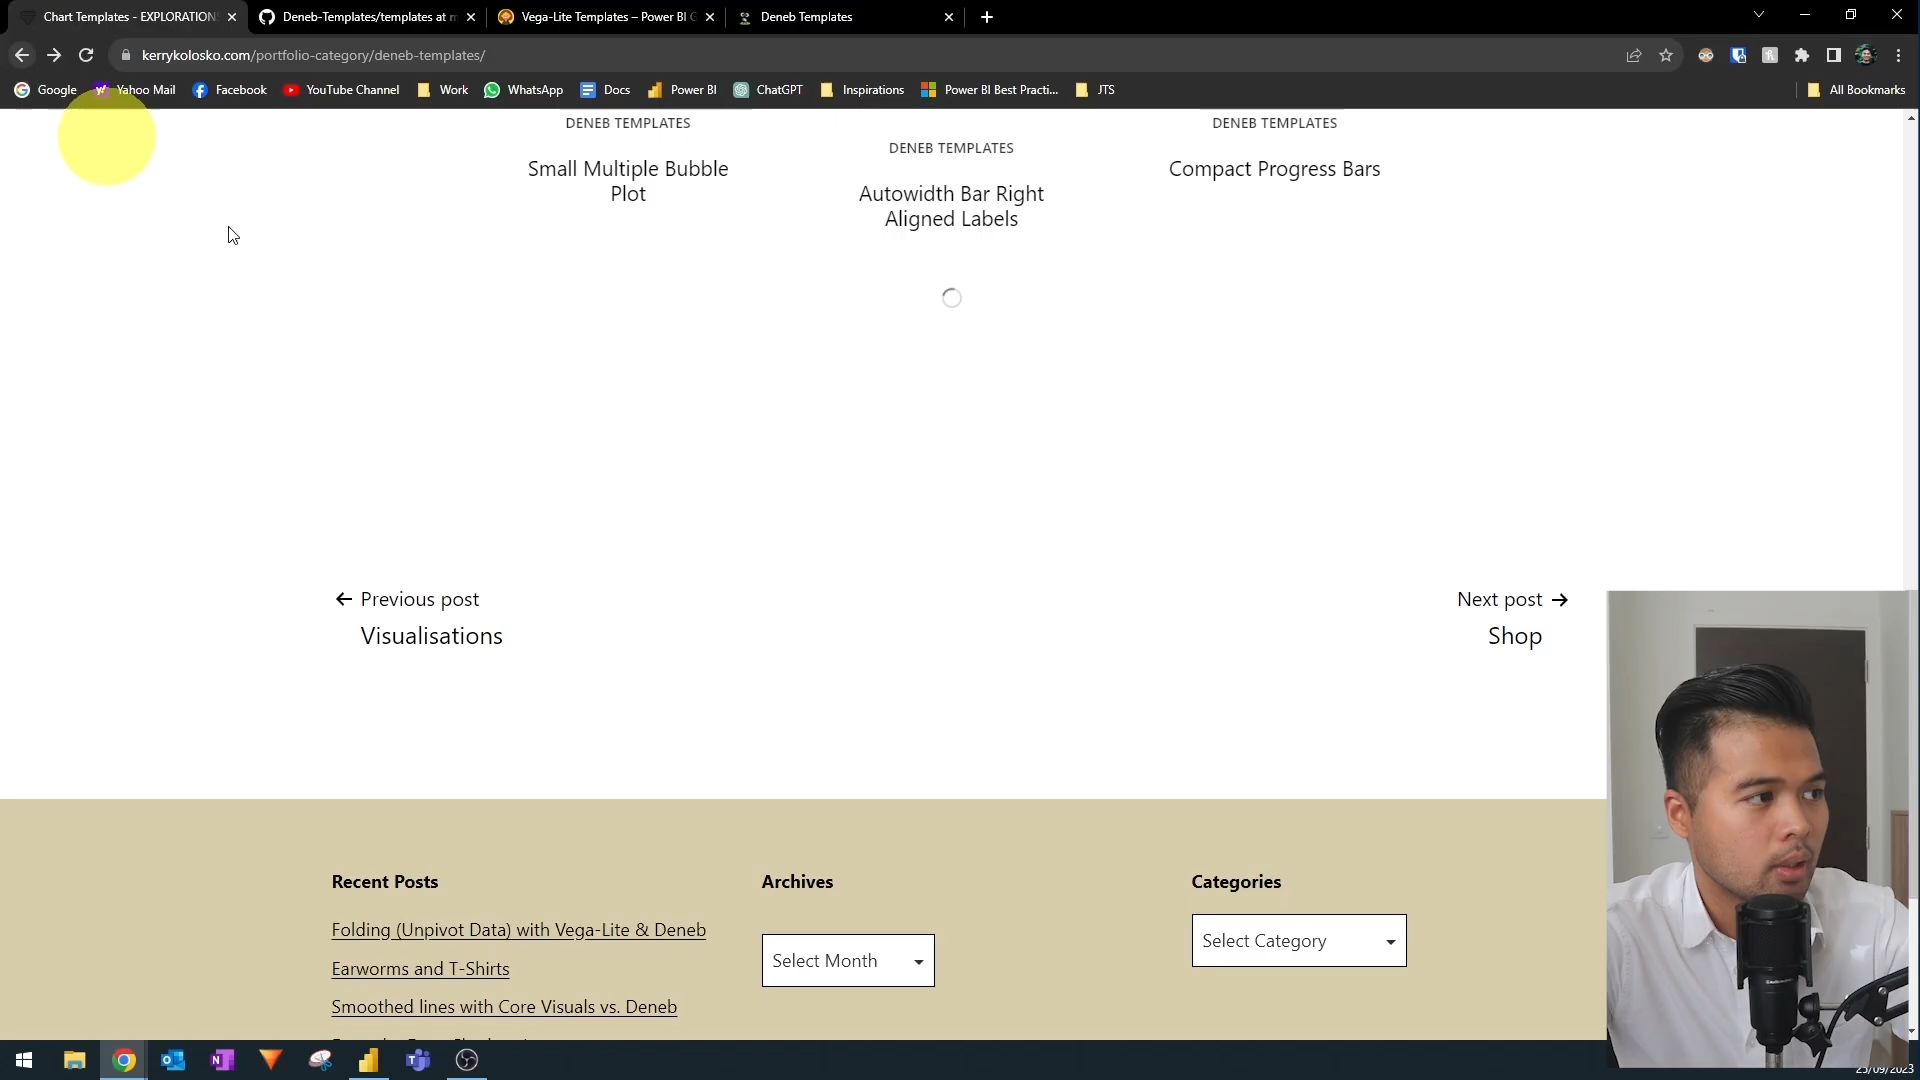 Chart Templates - EXPLORATION
Deneb-Templates/templates at m
Vega-Lite Templates – Power BI G
Deneb Templates
kerrykolosko.com/portfolio-category/deneb-templates/
Google
Yahoo Mail
Facebook
YouTube Channel
Work
WhatsApp
Docs
Power BI
ChatGPT
Inspirations
Power BI Best Practi...
JTS
All Bookmarks
DENEB TEMPLATES
Small Multiple Bubble
Plot
DENEB TEMPLATES
Autowidth Bar Right
Aligned Labels
DENEB TEMPLATES
Compact Progress Bars
Previous post
Visualisations
Next post
Shop
Recent Posts
Folding (Unpivot Data) with Vega-Lite & Deneb
Earworms and T-Shirts
Smoothed lines with Core Visuals vs. Deneb
Archives
Select Month
Categories
Select Category
25/09/2023